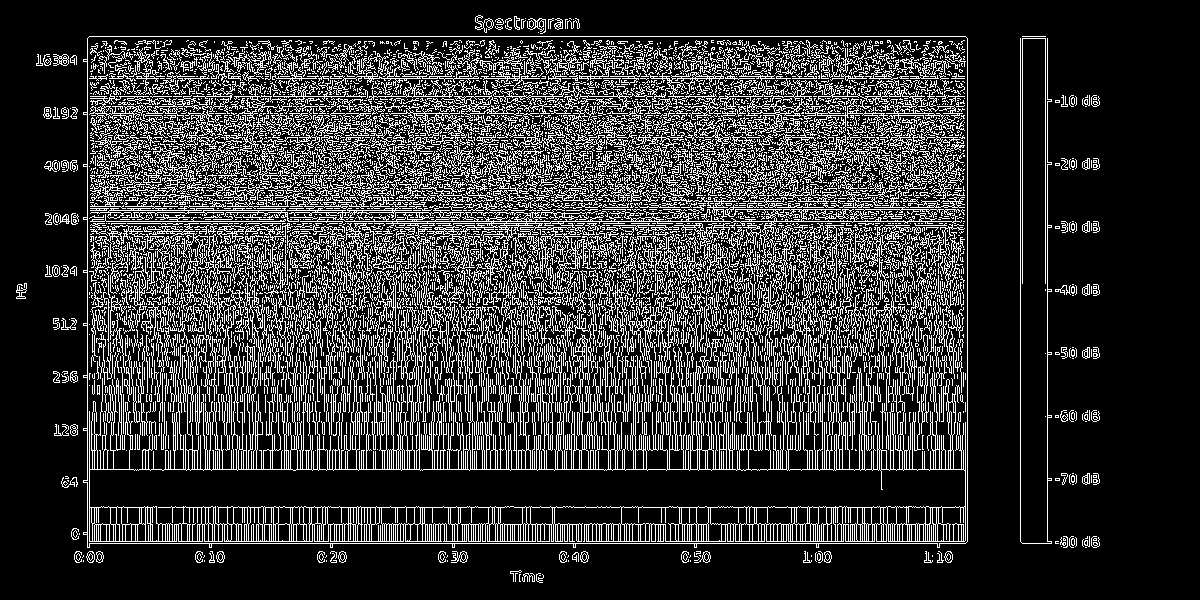 Spectrogram
16384
8192
4096
2048
1024
512
256
128
64
0
Hz
0:00 0:10 0:20 0:30 0:40 0:50 1:00 1:10
Time
-10 dB
-20 dB
-30 dB
-40 dB
-50 dB
-60 dB
-70 dB
-80 dB